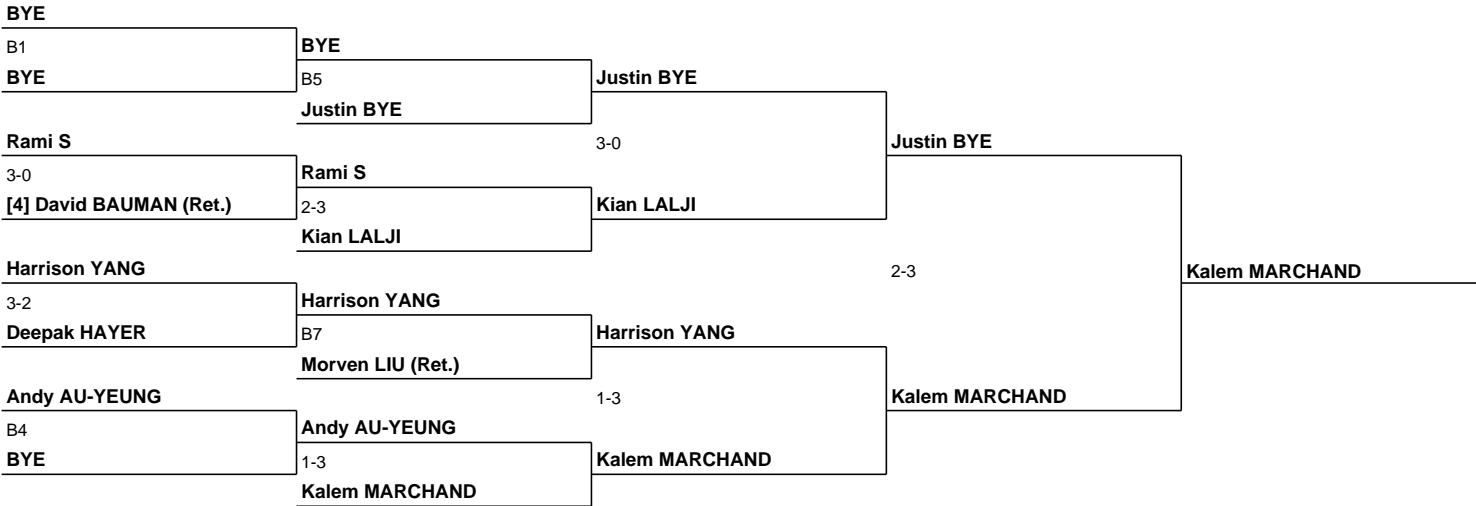 BYE
B1
BYE
BYE
B5
Justin BYE
Justin BYE
Rami S
3-0
Justin BYE
3-0
Rami S
[4] David BAUMAN (Ret.)
2-3
Kian LALJI
Kian LALJI
Harrison YANG
2-3
Kalem MARCHAND
3-2
Harrison YANG
Deepak HAYER
B7
Harrison YANG
Morven LIU (Ret.)
Andy AU-YEUNG
1-3
Kalem MARCHAND
B4
Andy AU-YEUNG
BYE
1-3
Kalem MARCHAND
Kalem MARCHAND